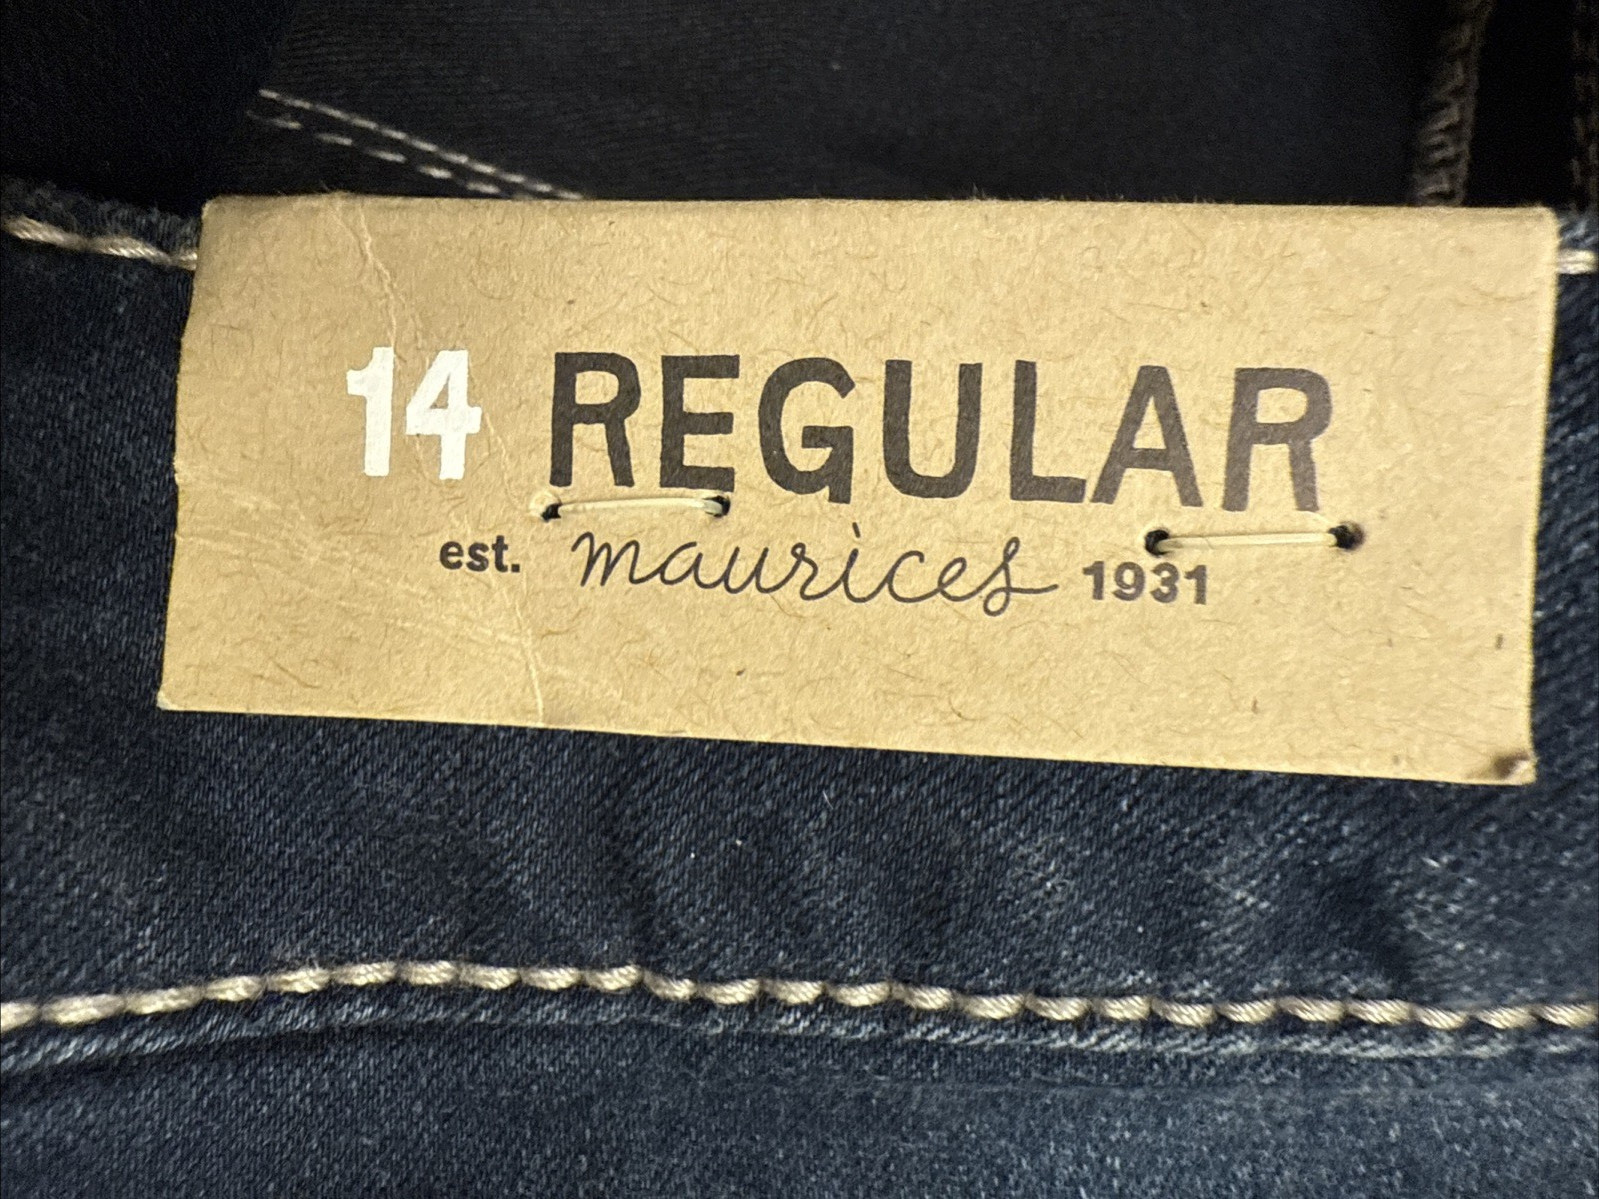 14 REGULAR
est. maurices 1931